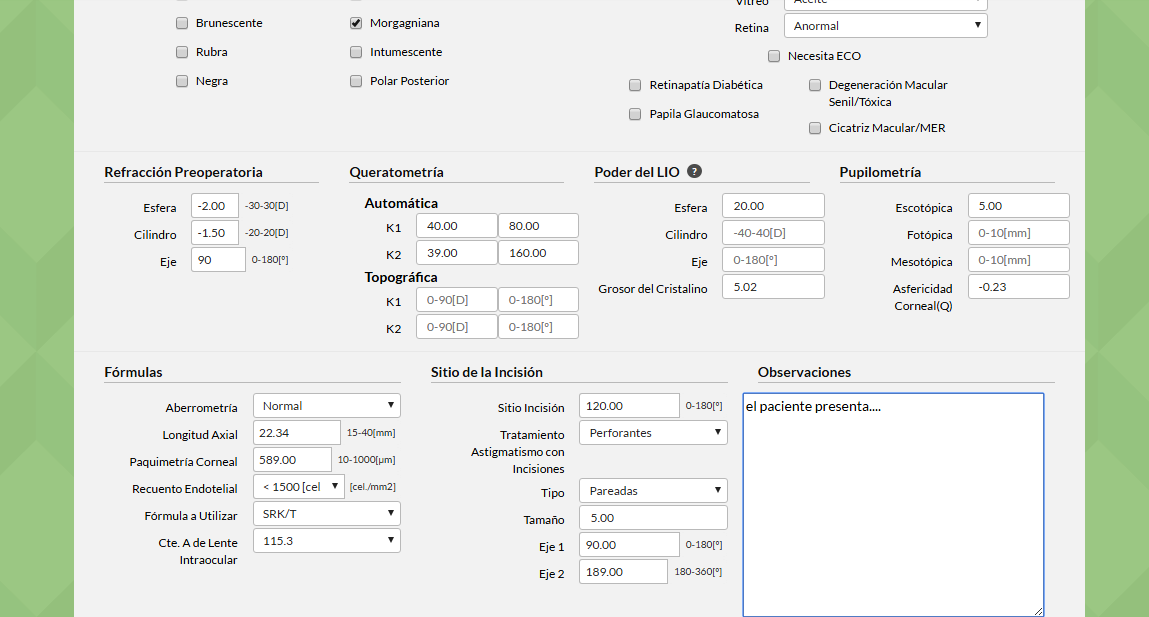 Brunescente
Morgagniana
Rubra
Intumescente
Negra
Polar Posterior
Vítreo
Aceite
Retina
Anormal
Necesita ECO
Retinapatía Diabética
Degeneración Macular
Senil/Tóxica
Papila Glaucomatosa
Cicatriz Macular/MER
Refracción Preoperatoria
Esfera -2.00 -30-30[D]
Cilindro -1.50 -20-20[D]
Eje 90 0-180[º]
Queratometría
Automática
K1 40.00 80.00
K2 39.00 160.00
Topográfica
K1 0-90[D] 0-180[º]
K2 0-90[D] 0-180[º]
Poder del LIO ?
Esfera 20.00
Cilindro -40-40[D]
Eje 0-180[º]
Grosor del Cristalino 5.02
Pupilometría
Escotópica 5.00
Fotópica 0-10[mm]
Mesotópica 0-10[mm]
Asfericidad -0.23
Corneal(Q)
Fórmulas
Aberrometría Normal
Longitud Axial 22.34 15-40[mm]
Paquimetría Corneal 589.00 10-1000[µm]
Recuento Endotelial < 1500 [cel [cel./mm2]
Fórmula a Utilizar SRK/T
Cte. A de Lente 115.3
Intraocular
Sitio de la Incisión
Sitio Incisión 120.00 0-180[º]
Tratamiento Perforantes
Astigmatismo con
Incisiones
Tipo Pareadas
Tamaño 5.00
Eje 1 90.00 0-180[º]
Eje 2 189.00 180-360[º]
Observaciones
el paciente presenta....